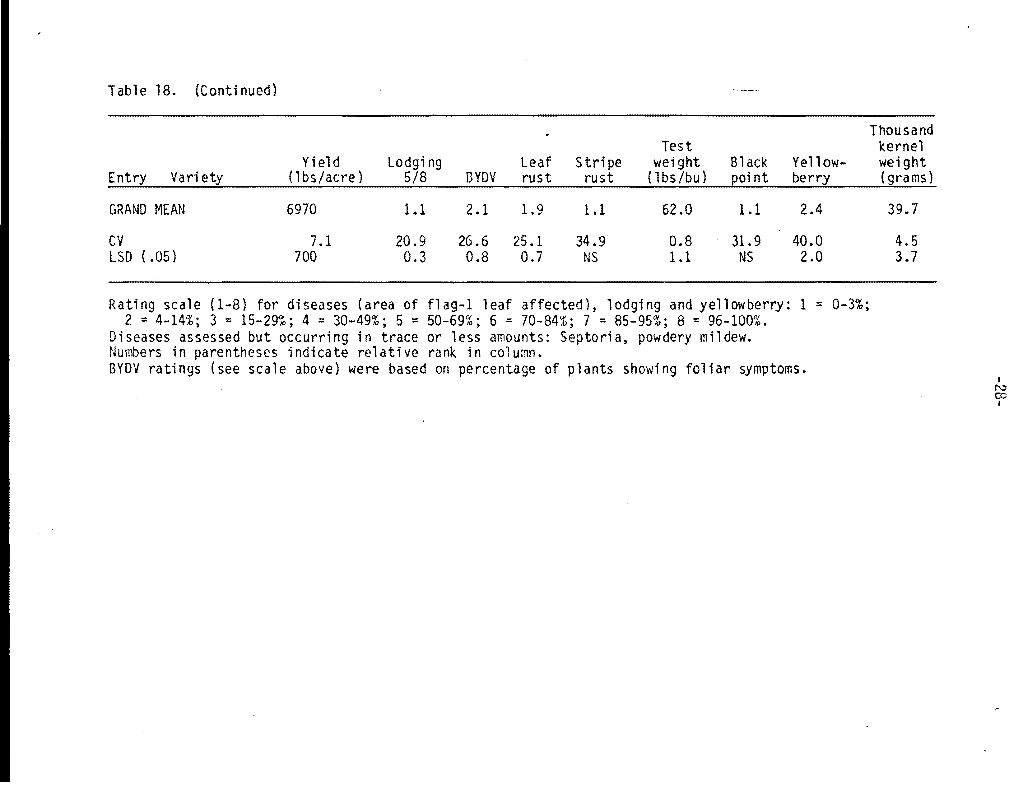 Table 18. (Continued)
Thousand
Test kernel
Yield Lodging Leaf Stripe weight Black Yellow- weight
Entry Variety (lbs/acre) 5/8 BYDV rust rust (lbs/bu) point berry (grams)
GRAND MEAN 6970 1.1 2.1 1.9 1.1 62.0 1.1 2.4 39.7
CV 7.1 20.9 26.6 25.1 34.9 0.8 31.9 40.0 4.5
LSD (.05) 700 0.3 0.8 0.7 NS 1.1 NS 2.0 3.7
Rating scale (1-8) for diseases (area of flag-1 leaf affected), lodging and yellowberry: 1 = 0-3%;
2 = 4-14%; 3 = 15-29%; 4 = 30-49%; 5 = 50-69%; 6 = 70-84%; 7 = 85-95%; 8 = 96-100%.
Diseases assessed but occurring in trace or less amounts: Septoria, powdery mildew.
Numbers in parentheses indicate relative rank in column.
BYDV ratings (see scale above) were based on percentage of plants showing foliar symptoms.
-28-